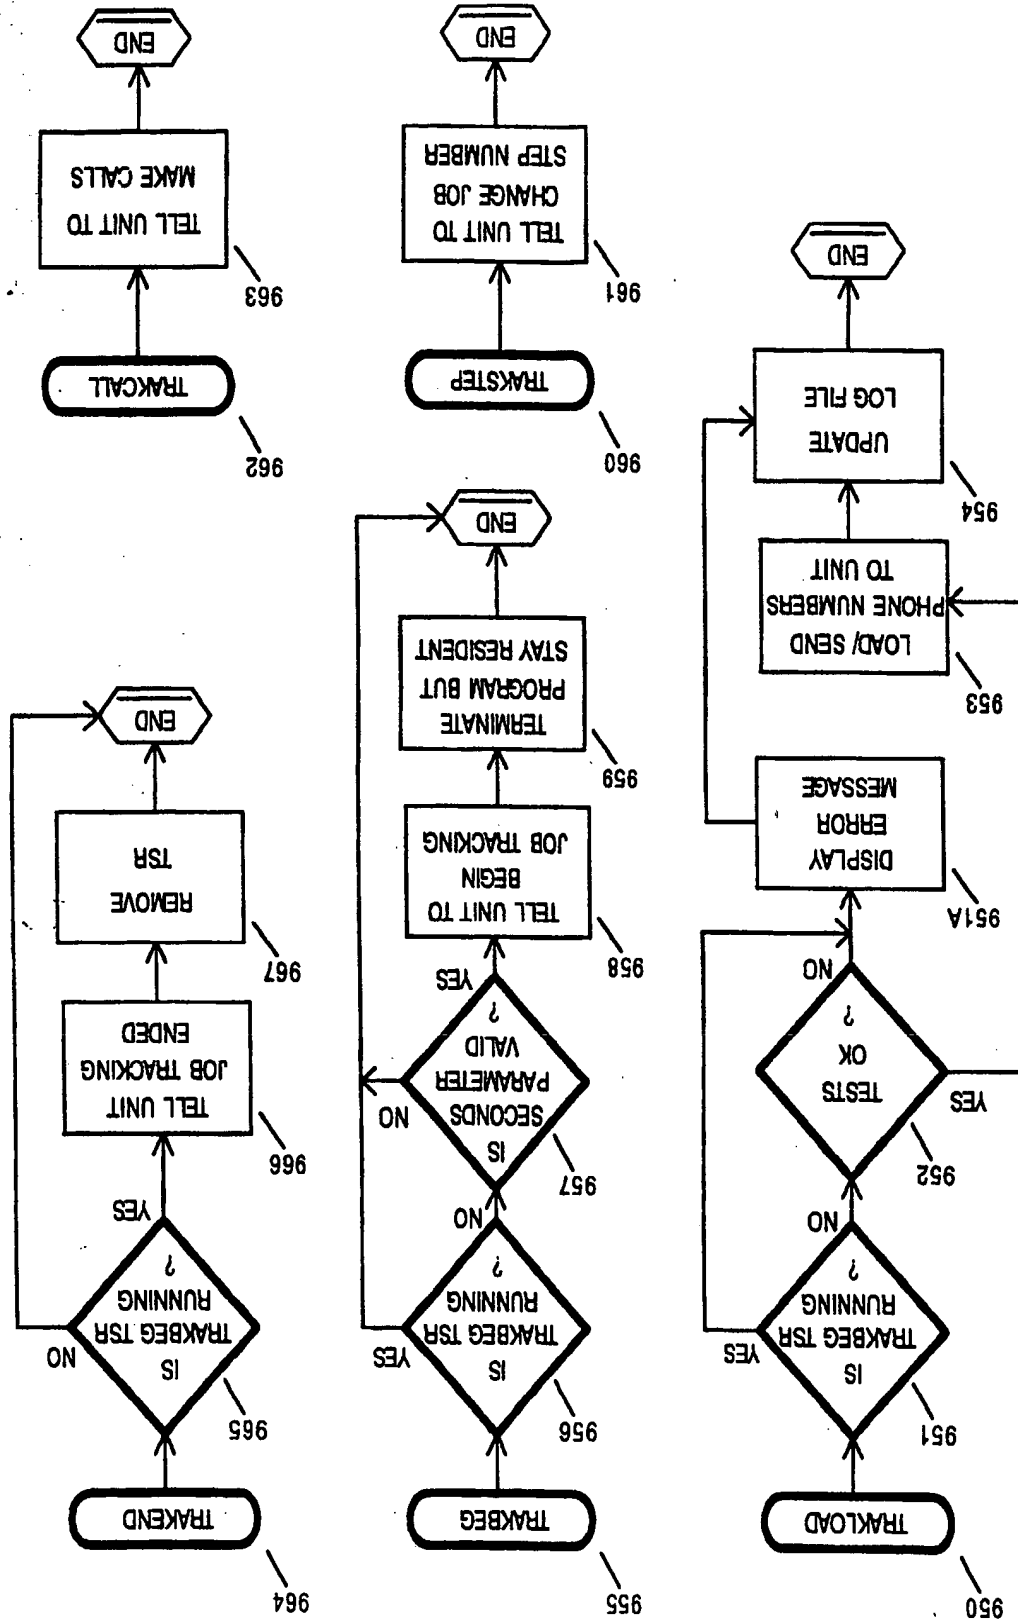 950
TRAKLOAD
951
IS
TRAKBEG TSR
RUNNING
?
YES
NO
952
TESTS
OK
?
YES
NO
951A
DISPLAY
ERROR
MESSAGE
953
LOAD/ SEND
PHONE NUMBERS
TO UNIT
954
UPDATE
LOG FILE
END
955
TRAKBEG
956
IS
TRAKBEG TSR
RUNNING
?
YES
NO
957
IS
SECONDS
PARAMETER
VALID
?
NO
YES
958
TELL UNIT TO
BEGIN
JOB TRACKING
959
TERMINATE
PROGRAM BUT
STAY RESIDENT
END
960
TRAKSTEP
961
TELL UNIT TO
CHANGE JOB
STEP NUMBER
END
964
TRAKEND
965
IS
TRAKBEG TSR
RUNNING
?
NO
YES
966
TELL UNIT
JOB TRACKING
ENDED
967
REMOVE
TSR
END
962
TRAKCALL
963
TELL UNIT TO
MAKE CALLS
END